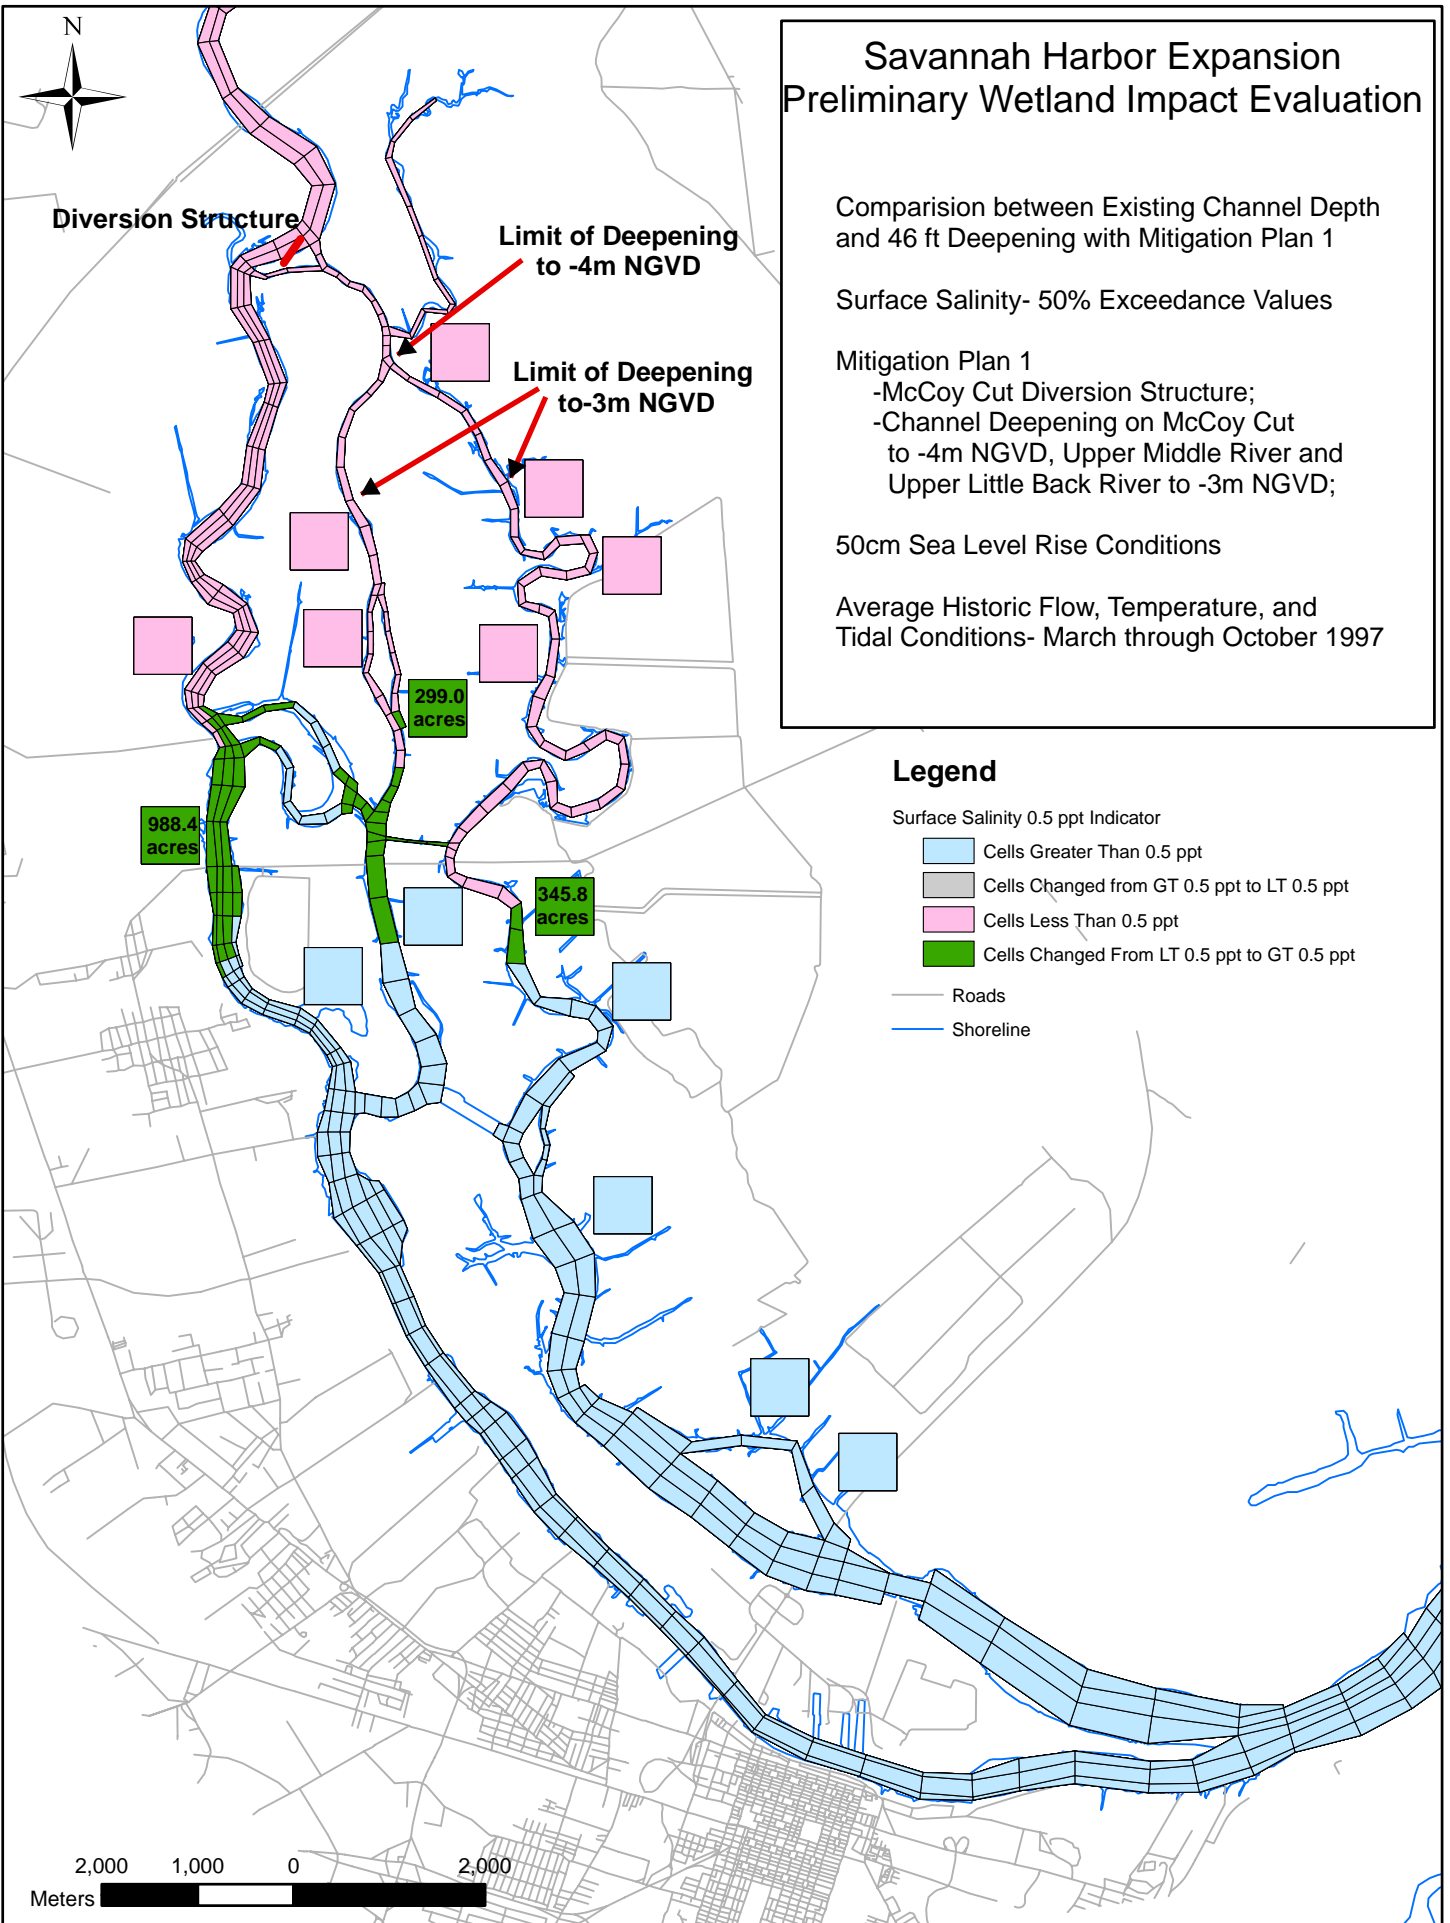 N
Savannah Harbor Expansion
Preliminary Wetland Impact Evaluation
Comparision between Existing Channel Depth
and 46 ft Deepening with Mitigation Plan 1
Surface Salinity- 50% Exceedance Values
Mitigation Plan 1
-McCoy Cut Diversion Structure;
-Channel Deepening on McCoy Cut
to -4m NGVD, Upper Middle River and
Upper Little Back River to -3m NGVD;
50cm Sea Level Rise Conditions
Average Historic Flow, Temperature, and
Tidal Conditions- March through October 1997
Diversion Structure
Limit of Deepening
to -4m NGVD
Limit of Deepening
to-3m NGVD
299.0
acres
988.4
acres
345.8
acres
Legend
Surface Salinity 0.5 ppt Indicator
Cells Greater Than 0.5 ppt
Cells Changed from GT 0.5 ppt to LT 0.5 ppt
Cells Less Than 0.5 ppt
Cells Changed From LT 0.5 ppt to GT 0.5 ppt
Roads
Shoreline
2,000 1,000 0 2,000
Meters